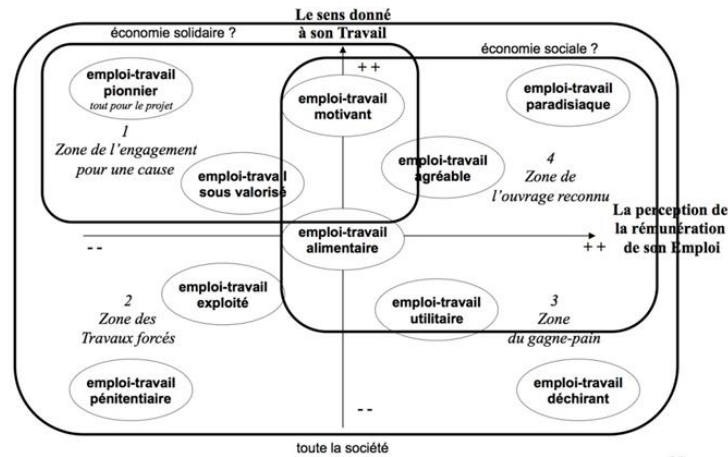 Le sens donné
à son Travail
économie solidaire ?
économie sociale ?
+ +
emploi-travail
pionnier
tout pour le projet
emploi-travail
motivant
emploi-travail
paradisiaque
1
Zone de l'engagement
pour une cause
emploi-travail
sous valorisé
emploi-travail
agréable
4
Zone de
l'ouvrage reconnu
La perception de
la rémunération
de son Emploi
- -
emploi-travail
alimentaire
+ +
emploi-travail
exploité
2
Zone des
Travaux forcés
emploi-travail
utilitaire
3
Zone
du gagne-pain
emploi-travail
pénitentiaire
- -
emploi-travail
déchirant
toute la société